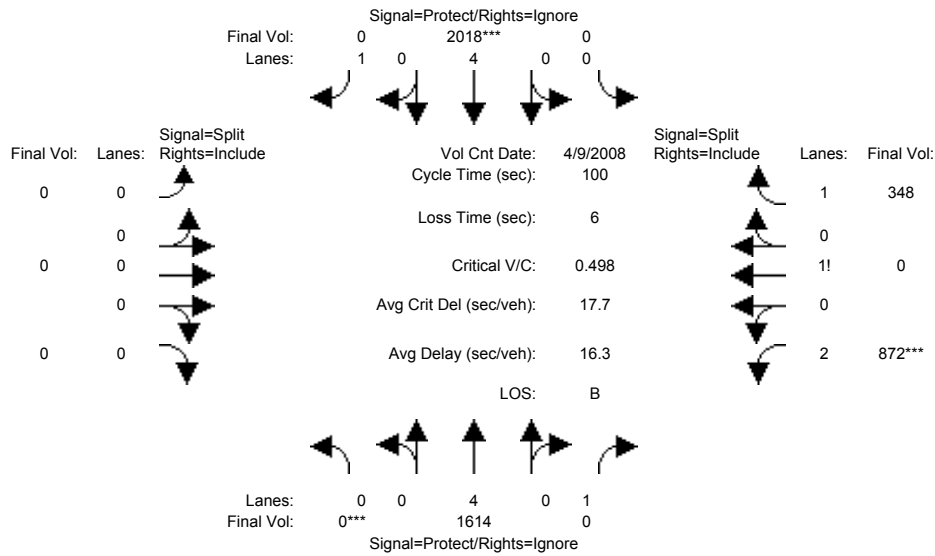 Signal=Protect/Rights=Ignore
Final Vol: 0 2018*** 0
Lanes: 1 0 4 0 0
Signal=Split
Final Vol: Lanes: Rights=Include
Vol Cnt Date: 4/9/2008
Signal=Split
Rights=Include Lanes: Final Vol:
Cycle Time (sec): 100
0 0
1 348
Loss Time (sec): 6
0
0
0 0
Critical V/C: 0.498
1! 0
0
Avg Crit Del (sec/veh): 17.7
0
0 0
Avg Delay (sec/veh): 16.3
2 872***
LOS: B
Lanes: 0 0 4 0 1
Final Vol: 0*** 1614 0
Signal=Protect/Rights=Ignore